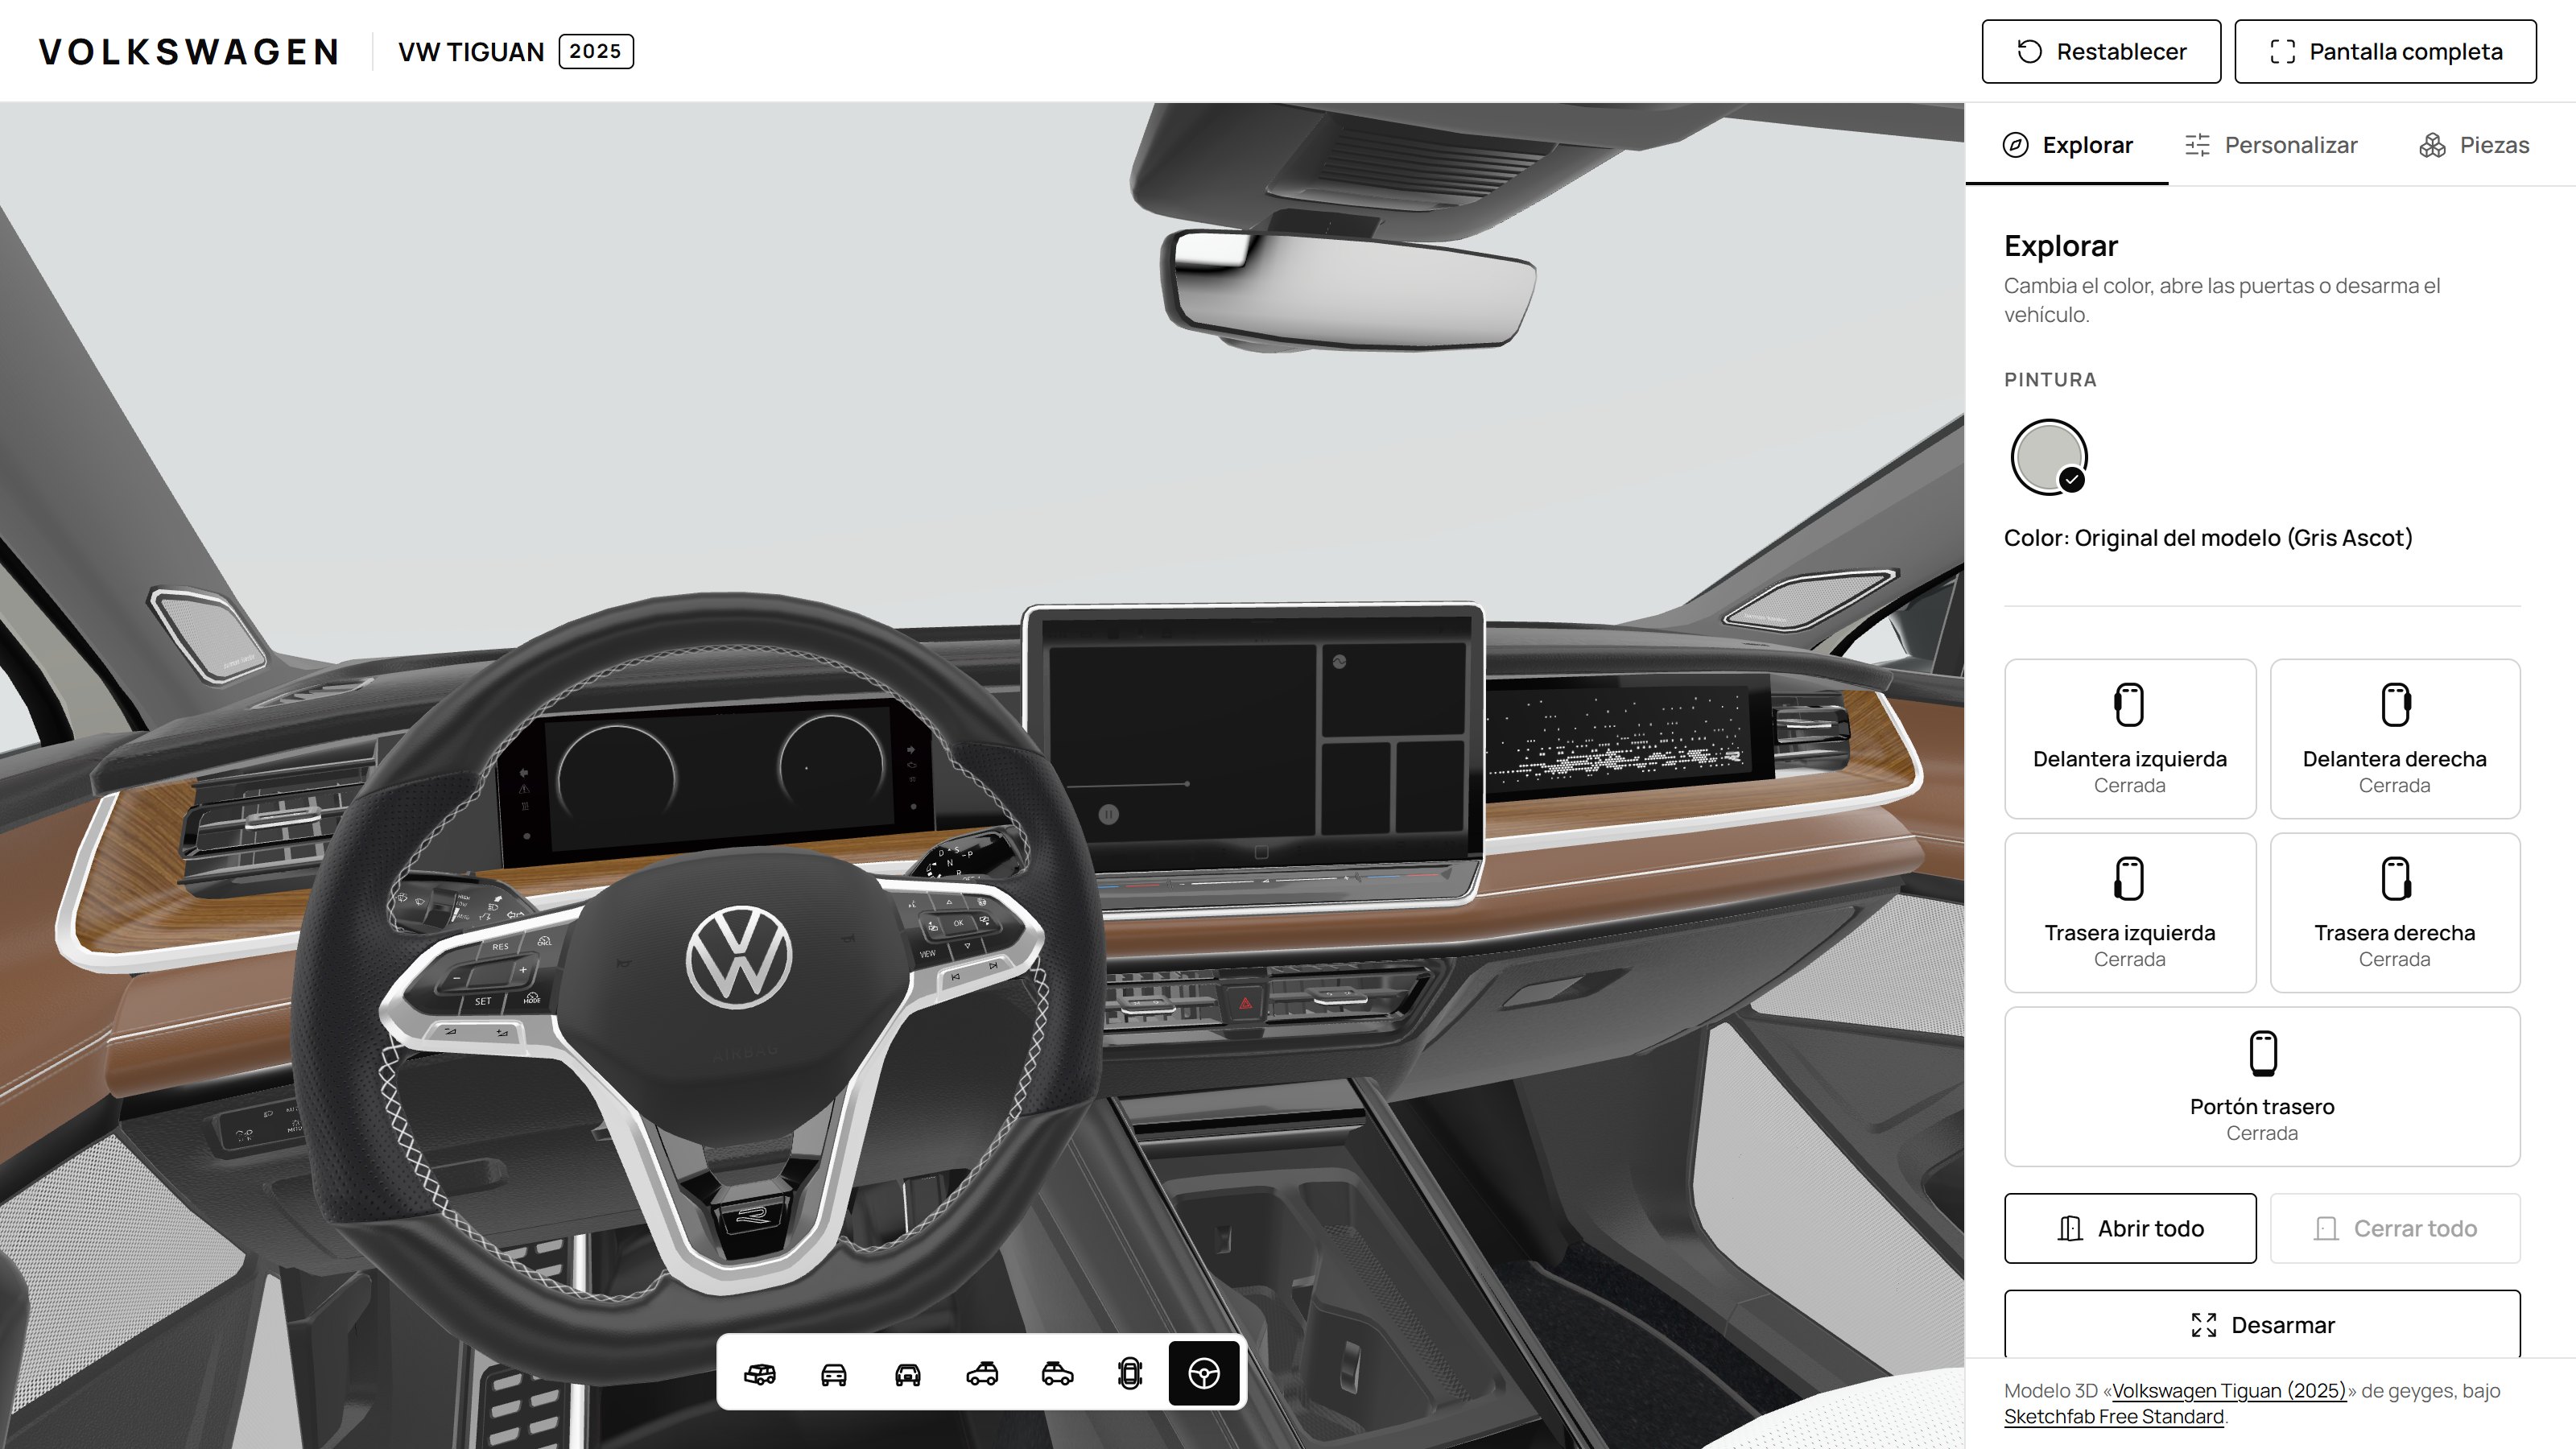 VOLKSWAGEN
VW TIGUAN 2025
Restablecer
Pantalla completa
Explorar
Personalizar
Piezas
Explorar
Cambia el color, abre las puertas o desarma el
vehículo.
PINTURA
Color: Original del modelo (Gris Ascot)
Delantera izquierda
Cerrada
Delantera derecha
Cerrada
Trasera izquierda
Cerrada
Trasera derecha
Cerrada
Portón trasero
Cerrada
Abrir todo
Cerrar todo
Desarmar
Modelo 3D «Volkswagen Tiguan (2025)» de geyges, bajo
Sketchfab Free Standard.
RES
CNCL
SET
MODE
OK
VIEW
AIRBAG
D S
N P
R